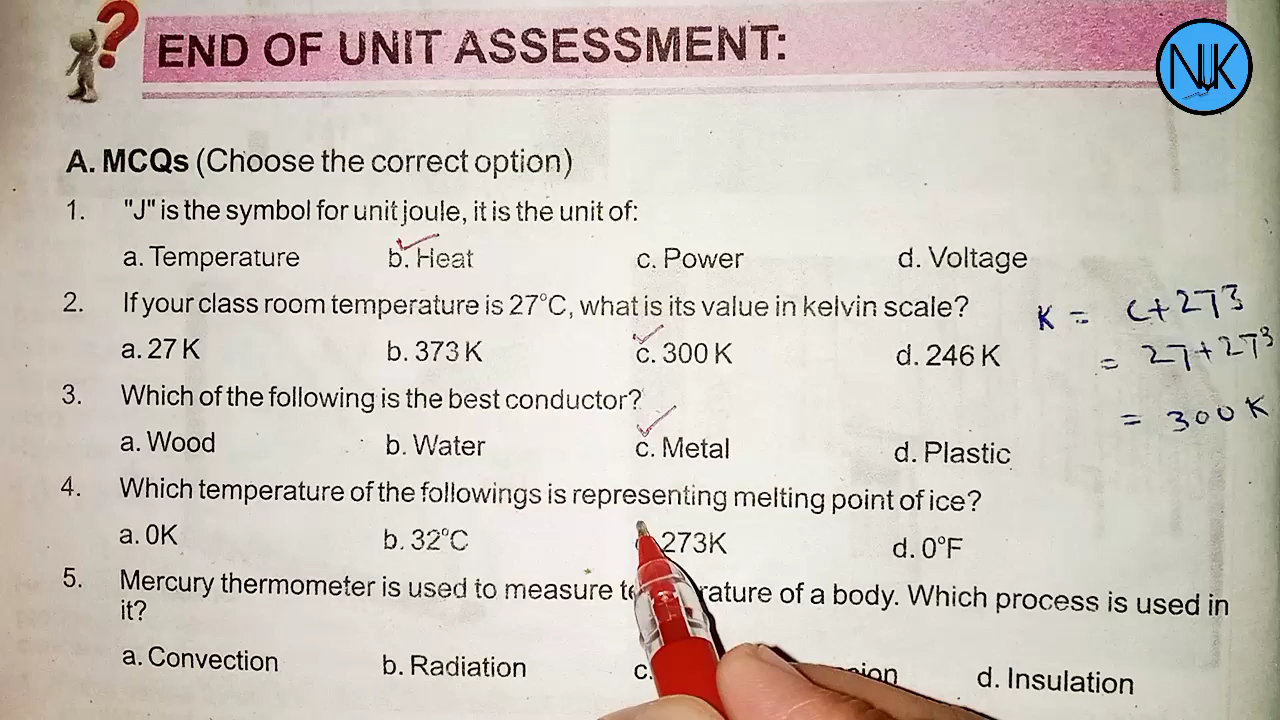 END OF UNIT ASSESSMENT:
NJK
A. MCQs (Choose the correct option)
1. "J" is the symbol for unit joule, it is the unit of:
a. Temperature b. Heat c. Power d. Voltage
2. If your class room temperature is 27°C, what is its value in kelvin scale?
a. 27 K b. 373 K c. 300 K d. 246 K
K = C+273
= 27+273
= 300K
3. Which of the following is the best conductor?
a. Wood b. Water c. Metal d. Plastic
4. Which temperature of the followings is representing melting point of ice?
a. 0K b. 32°C 273K d. 0°F
5. Mercury thermometer is used to measure rature of a body. Which process is used in
it?
a. Convection b. Radiation c. d. Insulation